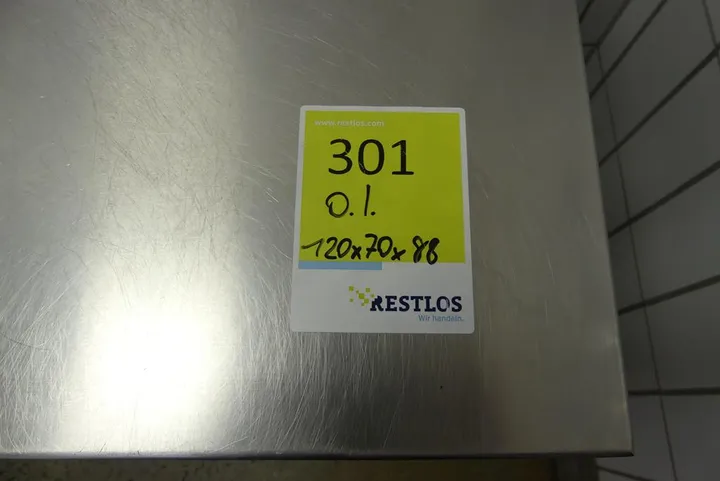 www.restlos.com
301
o.l.
120x70x88
RESTLOS
Wir handeln.